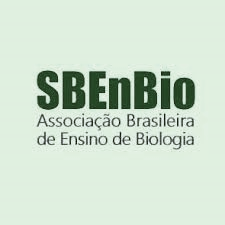 SBEnBio
Associação Brasileira
de Ensino de Biologia